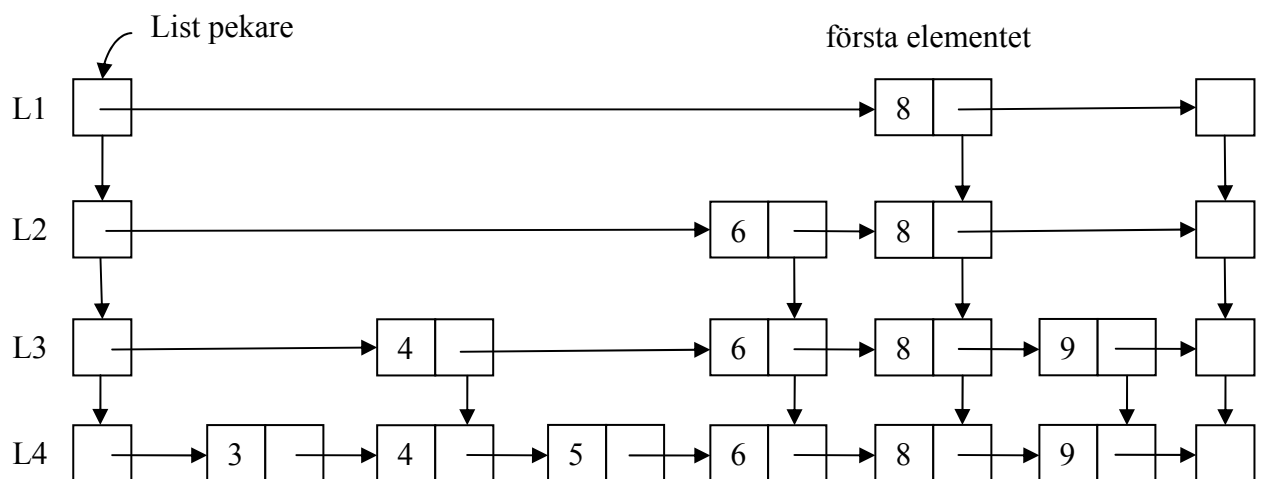 List pekare
första elementet
L1 8
L2 6 8
L3 4 6 8 9
L4 3 4 5 6 8 9